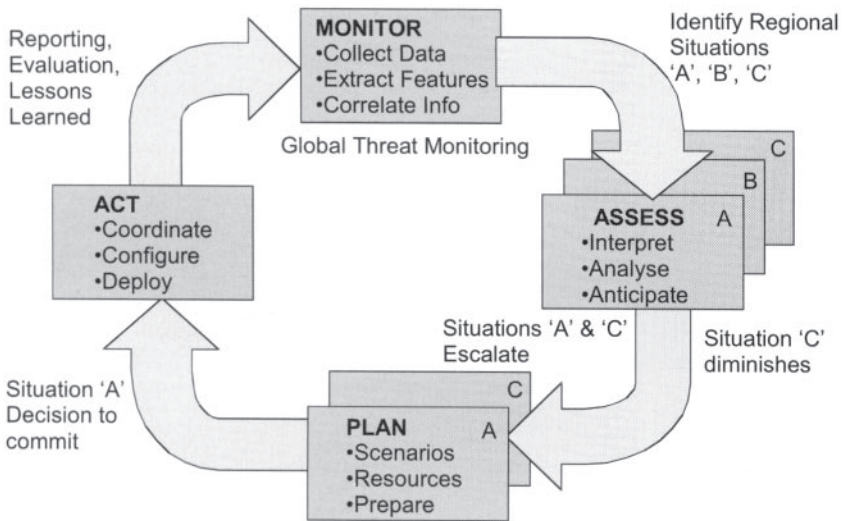 MONITOR
•Collect Data
•Extract Features
•Correlate Info
Global Threat Monitoring
Identify Regional
Situations
‘A’, ‘B’, ‘C’
C
B
A
ASSESS
•Interpret
•Analyse
•Anticipate
Situations ‘A’ & ‘C’
Escalate
Situation ‘C’
diminishes
C
A
PLAN
•Scenarios
•Resources
•Prepare
Situation ‘A’
Decision to
commit
ACT
•Coordinate
•Configure
•Deploy
Reporting,
Evaluation,
Lessons
Learned